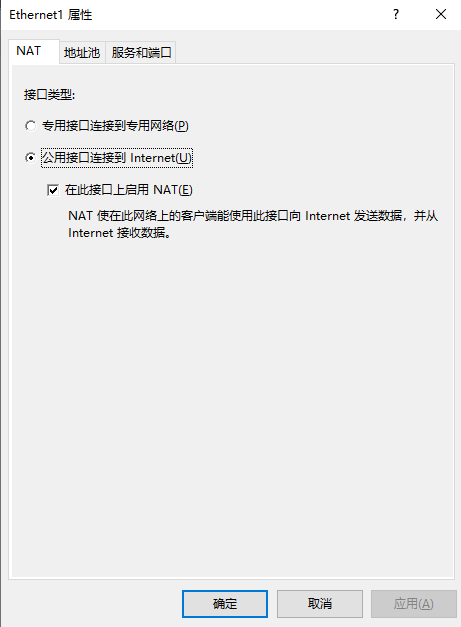 Ethernet1 属性
?
NAT 地址池 服务和端口
接口类型:
专用接口连接到专用网络(P)
公用接口连接到 Internet(U)
在此接口上启用 NAT(E)
NAT 使在此网络上的客户端能使用此接口向 Internet 发送数据，并从
Internet 接收数据。
确定 取消 应用(A)